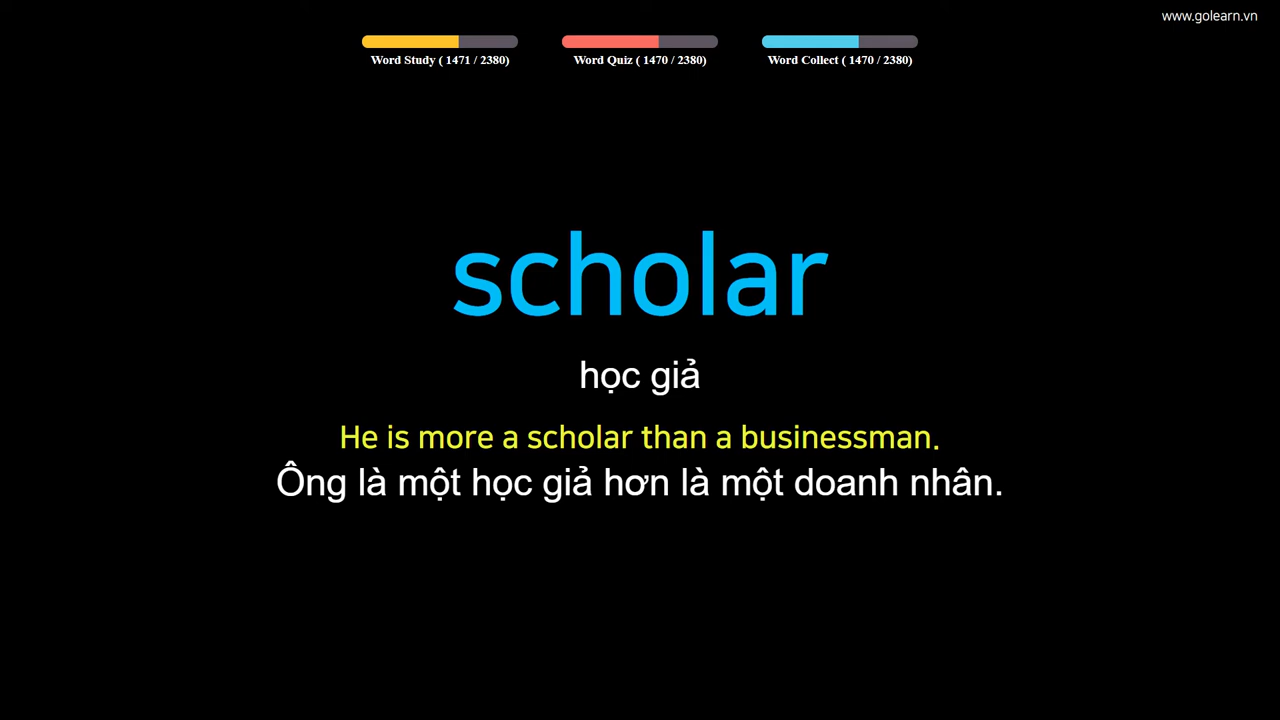 www.golearn.vn
Word Study ( 1471 / 2380)
Word Quiz ( 1470 / 2380)
Word Collect ( 1470 / 2380)
scholar
học giả
He is more a scholar than a businessman.
Ông là một học giả hơn là một doanh nhân.